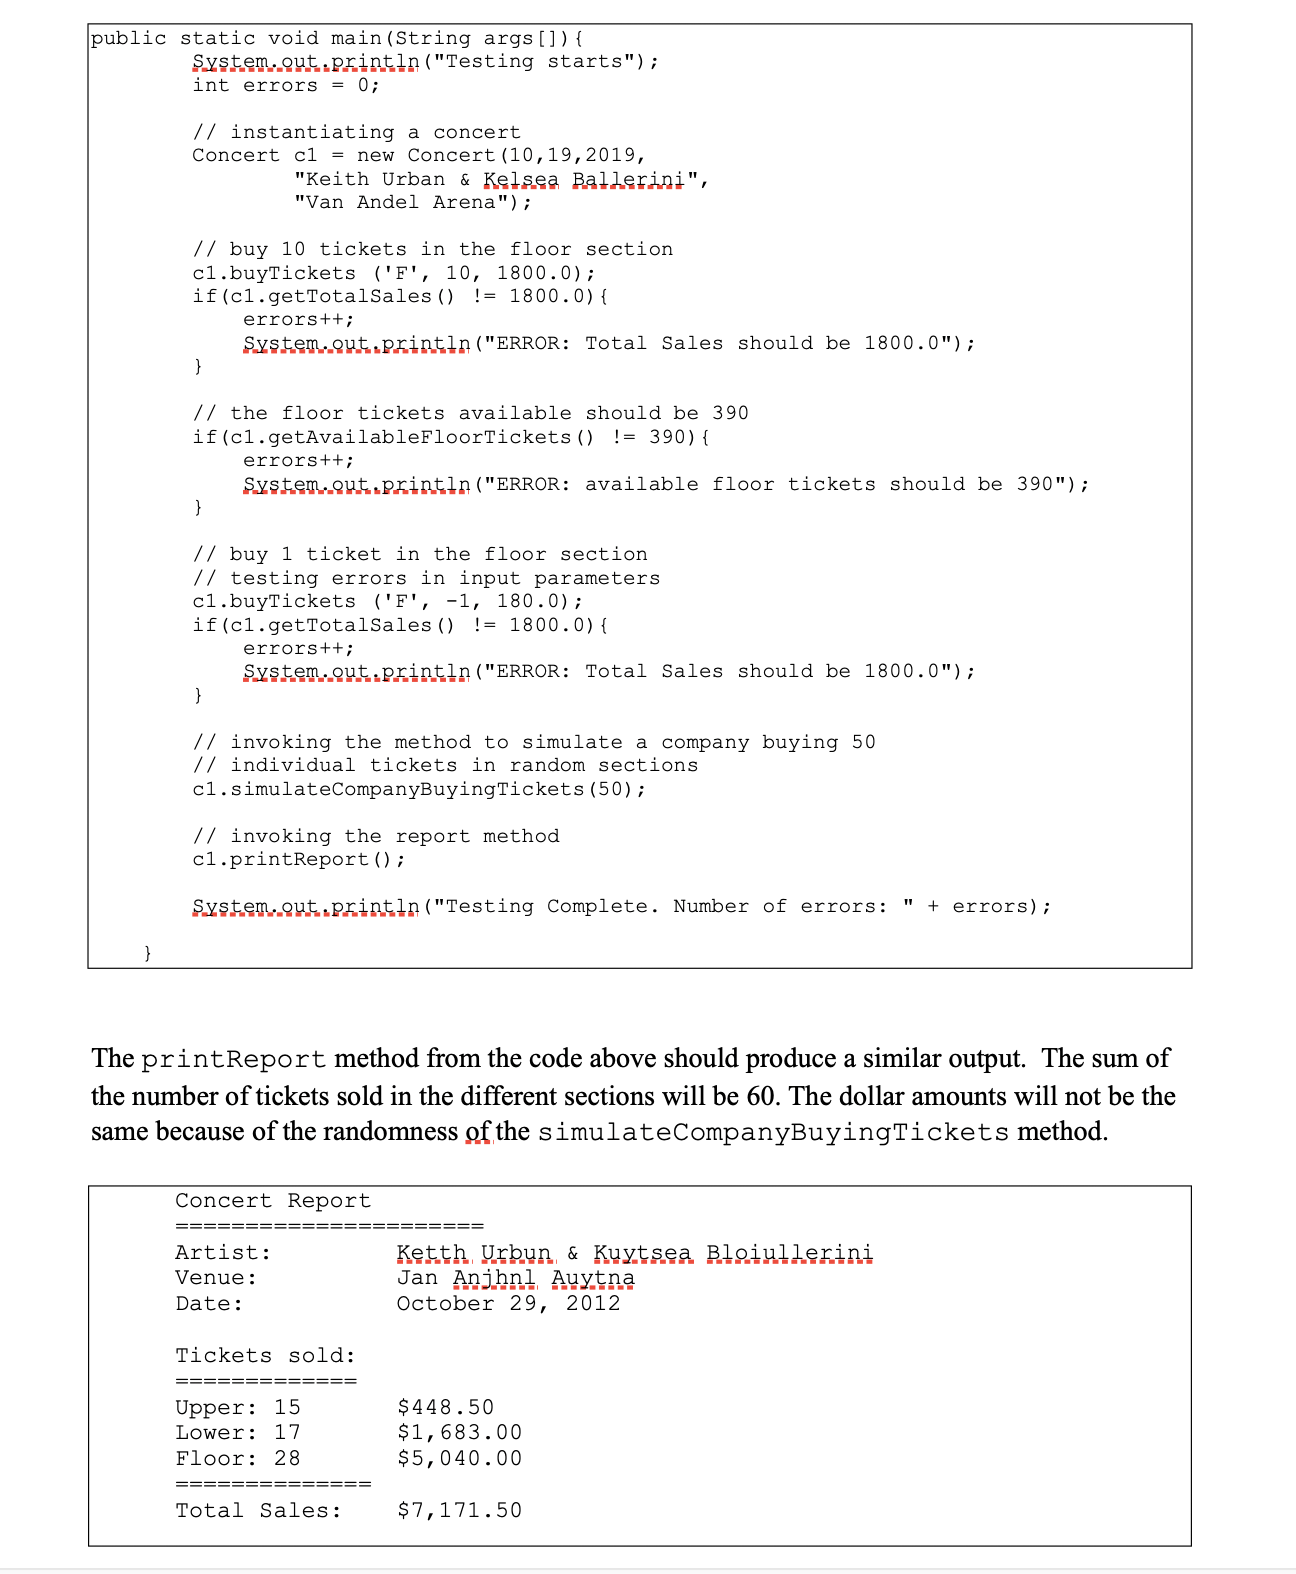 public static void main(String args[]){
System.out.println("Testing starts");
int errors = 0;
// instantiating a concert
Concert c1 = new Concert(10,19,2019,
"Keith Urban & Kelsea Ballerini",
"Van Andel Arena");
// buy 10 tickets in the floor section
c1.buyTickets ('F', 10, 1800.0);
if(c1.getTotalSales() != 1800.0){
errors++;
System.out.println("ERROR: Total Sales should be 1800.0");
}
// the floor tickets available should be 390
if(c1.getAvailableFloorTickets() != 390){
errors++;
System.out.println("ERROR: available floor tickets should be 390");
}
// buy 1 ticket in the floor section
// testing errors in input parameters
c1.buyTickets ('F', -1, 180.0);
if(c1.getTotalSales() != 1800.0){
errors++;
System.out.println("ERROR: Total Sales should be 1800.0");
}
// invoking the method to simulate a company buying 50
// individual tickets in random sections
c1.simulateCompanyBuyingTickets(50);
// invoking the report method
c1.printReport();
System.out.println("Testing Complete. Number of errors: " + errors);
}
The printReport method from the code above should produce a similar output.  The sum of
the number of tickets sold in the different sections will be 60. The dollar amounts will not be the
same because of the randomness of the simulateCompanyBuyingTickets method.
Concert Report
======================
Artist: Ketth Urbun & Kuytsea Bloiullerini
Venue: Jan Anjhnl Auytna
Date: October 29, 2012
Tickets sold:
=============
Upper: 15 $448.50
Lower: 17 $1,683.00
Floor: 28 $5,040.00
==============
Total Sales: $7,171.50